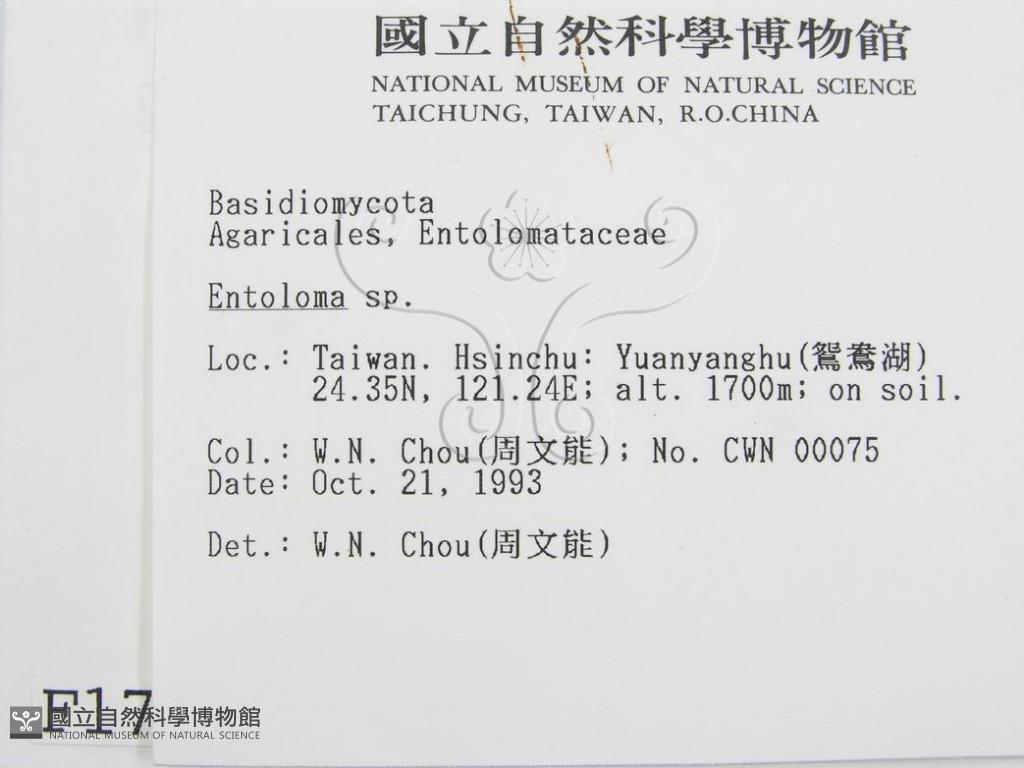 國立自然科學博物館
NATIONAL MUSEUM OF NATURAL SCIENCE
TAICHUNG, TAIWAN, R.O.CHINA
Basidiomycota
Agaricales, Entolomataceae
Entoloma sp.
Loc.: Taiwan. Hsinchu: Yuanyanghu(鴛鴦湖)
24.35N, 121.24E; alt. 1700m; on soil.
Col.: W.N. Chou(周文能); No. CWN 00075
Date: Oct. 21, 1993
Det.: W.N. Chou(周文能)
F17
國立自然科學博物館
NATIONAL MUSEUM OF NATURAL SCIENCE